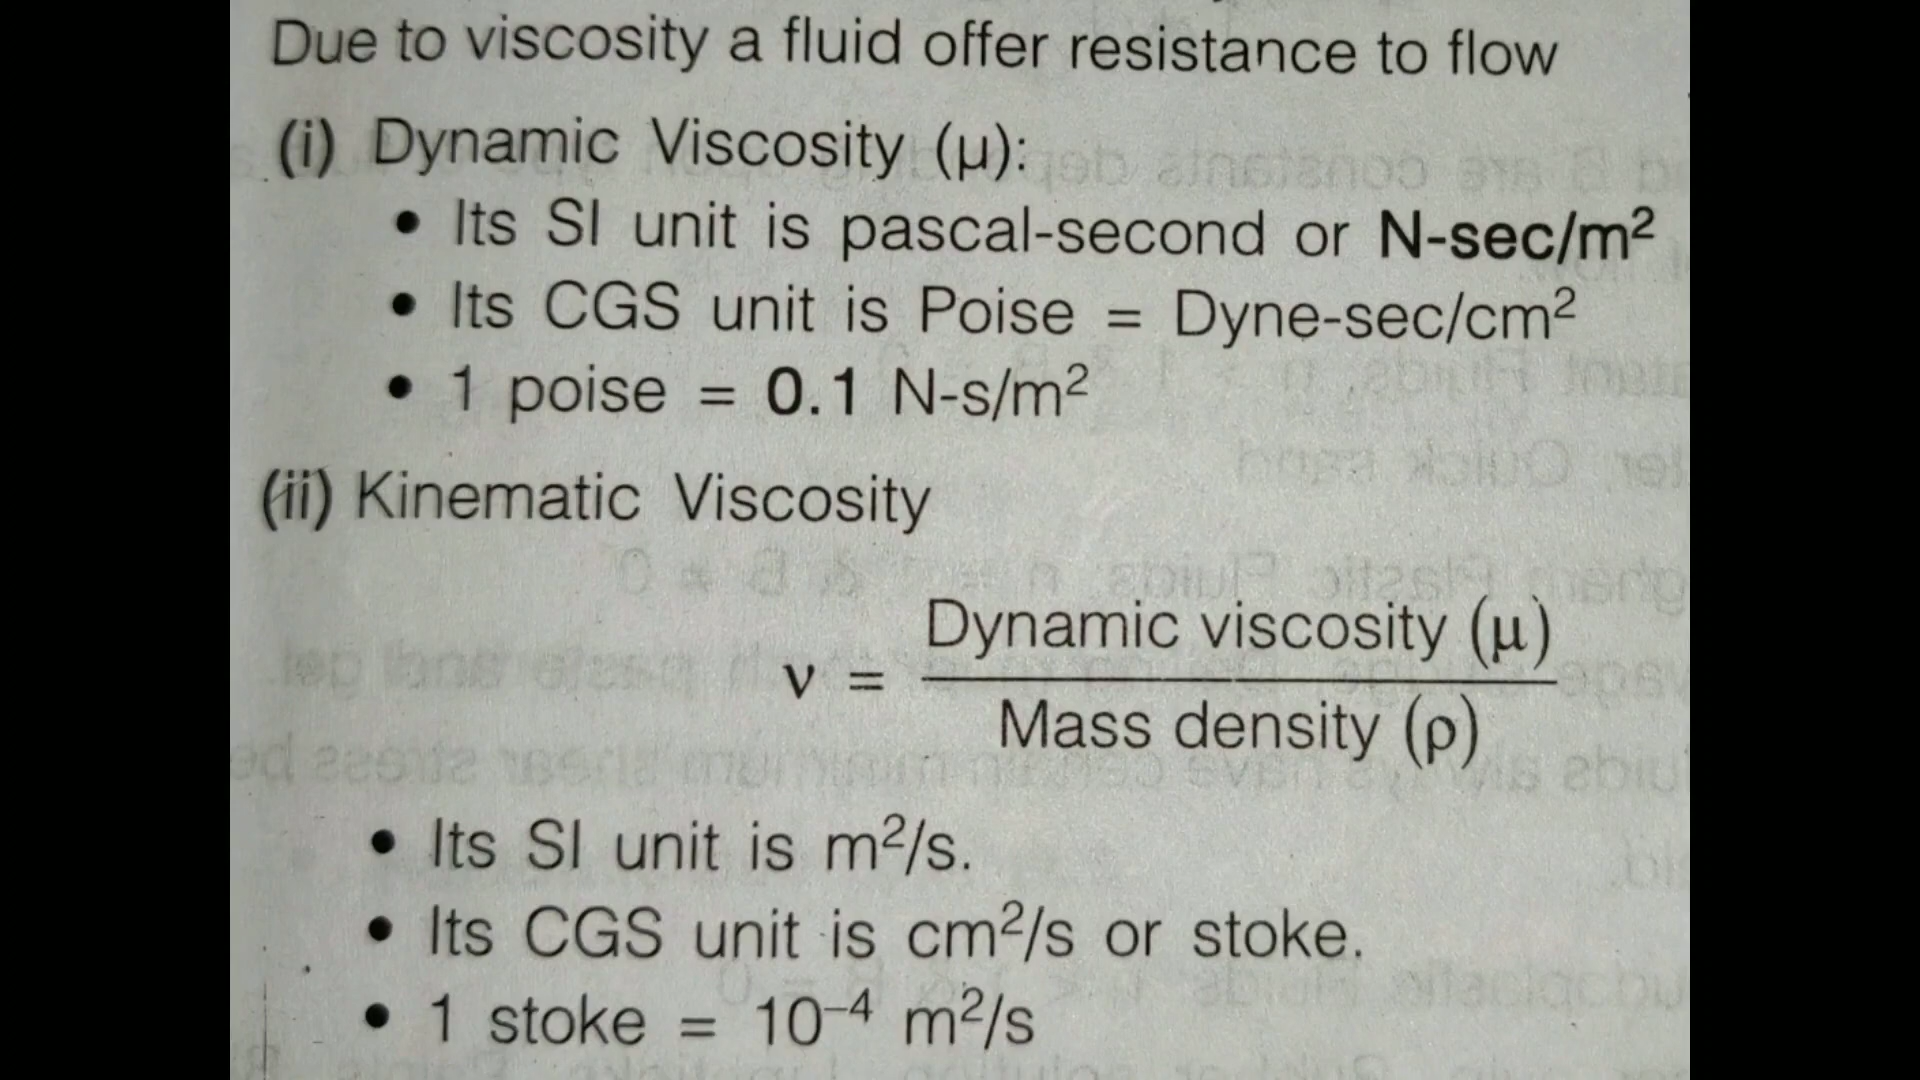 Due to viscosity a fluid offer resistance to flow
(i) Dynamic Viscosity (μ):
• Its SI unit is pascal-second or N-sec/m²
• Its CGS unit is Poise = Dyne-sec/cm²
• 1 poise = 0.1 N-s/m²
(ii) Kinematic Viscosity
ν = Dynamic viscosity (μ)
Mass density (ρ)
• Its SI unit is m²/s.
• Its CGS unit is cm²/s or stoke.
• 1 stoke = 10⁻⁴ m²/s